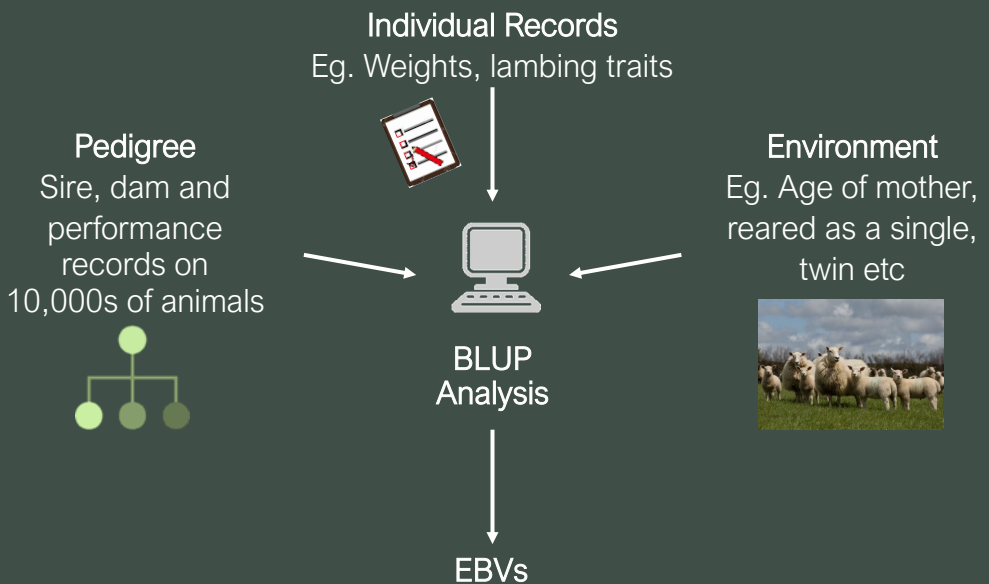 Individual Records
Eg. Weights, lambing traits
Pedigree
Sire, dam and
performance
records on
10,000s of animals
Environment
Eg. Age of mother,
reared as a single,
twin etc
BLUP
Analysis
EBVs